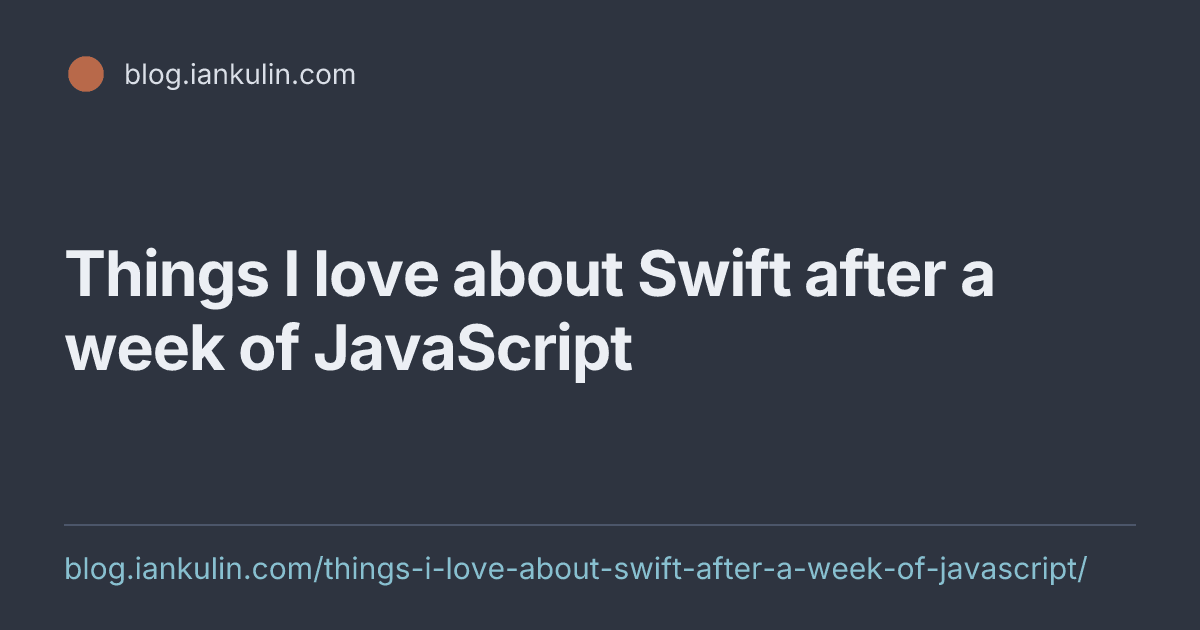 blog.iankulin.com
Things I love about Swift after a
week of JavaScript
blog.iankulin.com/things-i-love-about-swift-after-a-week-of-javascript/